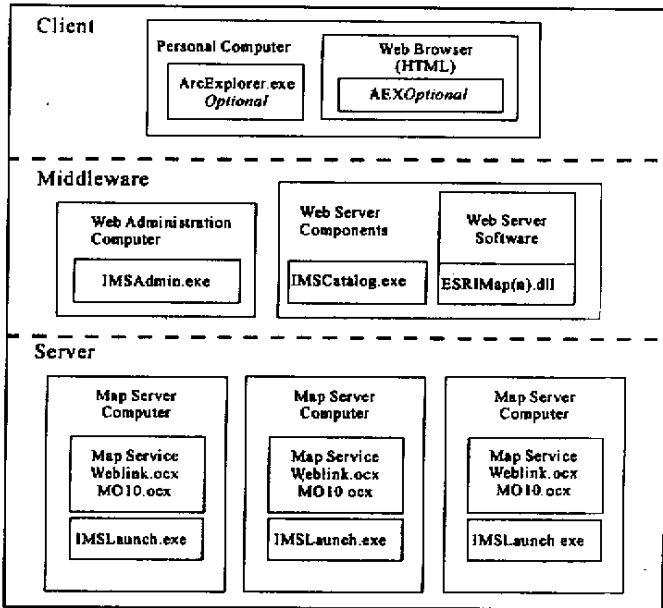 Client
Personal Computer
ArcExplorer.exe
Optional
Web Browser
(HTML)
AEXOptional
Middleware
Web Administration
Computer
IMSAdmin.exe
Web Server
Components
IMSCatalog.exe
Web Server
Software
ESRIMap(n).dll
Server
Map Server
Computer
Map Service
Weblink.ocx
MO10.ocx
IMSLaunch.exe
Map Server
Computer
Map Service
Weblink.ocx
MO10 ocx
IMSLaunch.exe
Map Server
Computer
Map Service
Weblink.ocx
MO10.ocx
IMSLaunch exe